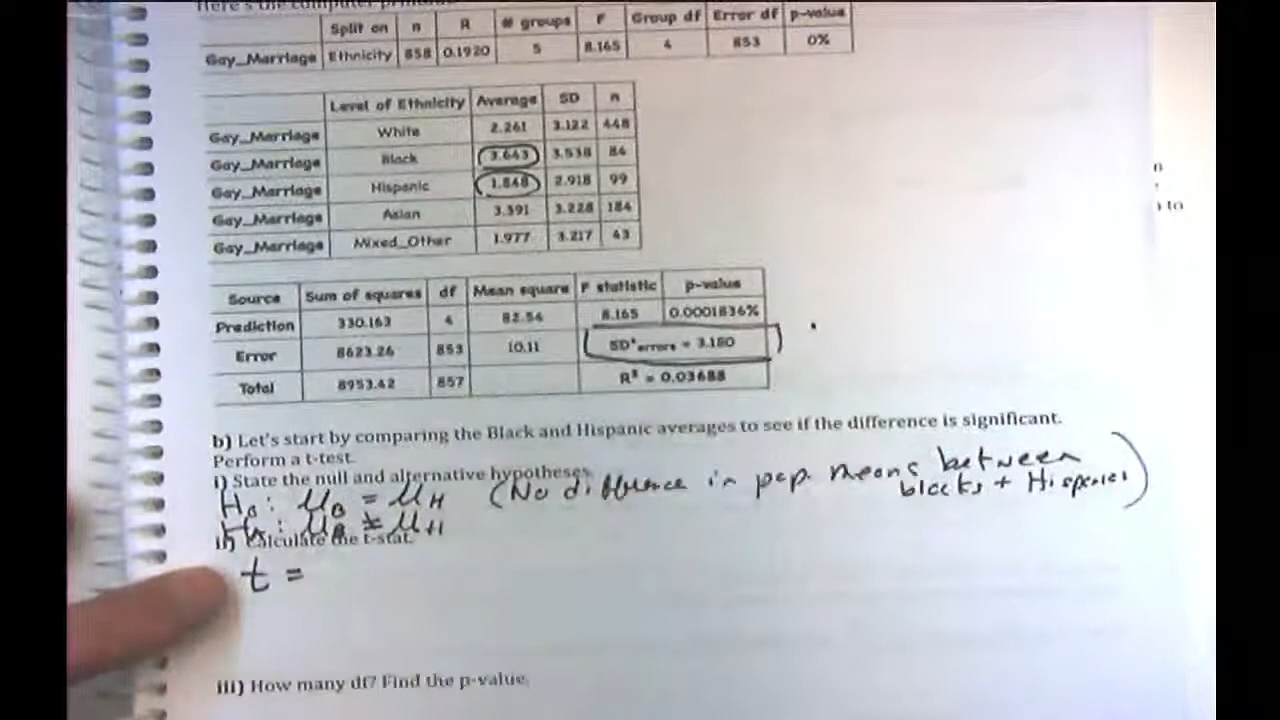 Here's the computer
Split on n R # groups F Group df Error df p-value
Gay_Marriage Ethnicity 858 0.1920 5 8.165 4 853 0%
Level of Ethnicity Average SD n
Gay_Marriage White 2.261 3.122 448
Gay_Marriage Black 3.643 3.538 84
Gay_Marriage Hispanic 1.848 2.918 99
Gay_Marriage Asian 3.391 3.228 184
Gay_Marriage Mixed_Other 1.977 3.217 43
Source Sum of squares df Mean square F statistic p-value
Prediction 330.163 4 82.54 8.165 0.0001836%
Error 8623.26 853 10.11 SD⁺errors = 3.180
Total 8953.42 857 R² = 0.03688
b) Let's start by comparing the Black and Hispanic averages to see if the difference is significant.
Perform a t-test.
i) State the null and alternative hypotheses.
H₀: μB = μH (No difference in pop. means between
blacks + Hispanics)
μB ≠ μH
ii) Calculate the t-stat.
t =
iii) How many df? Find the p-value.